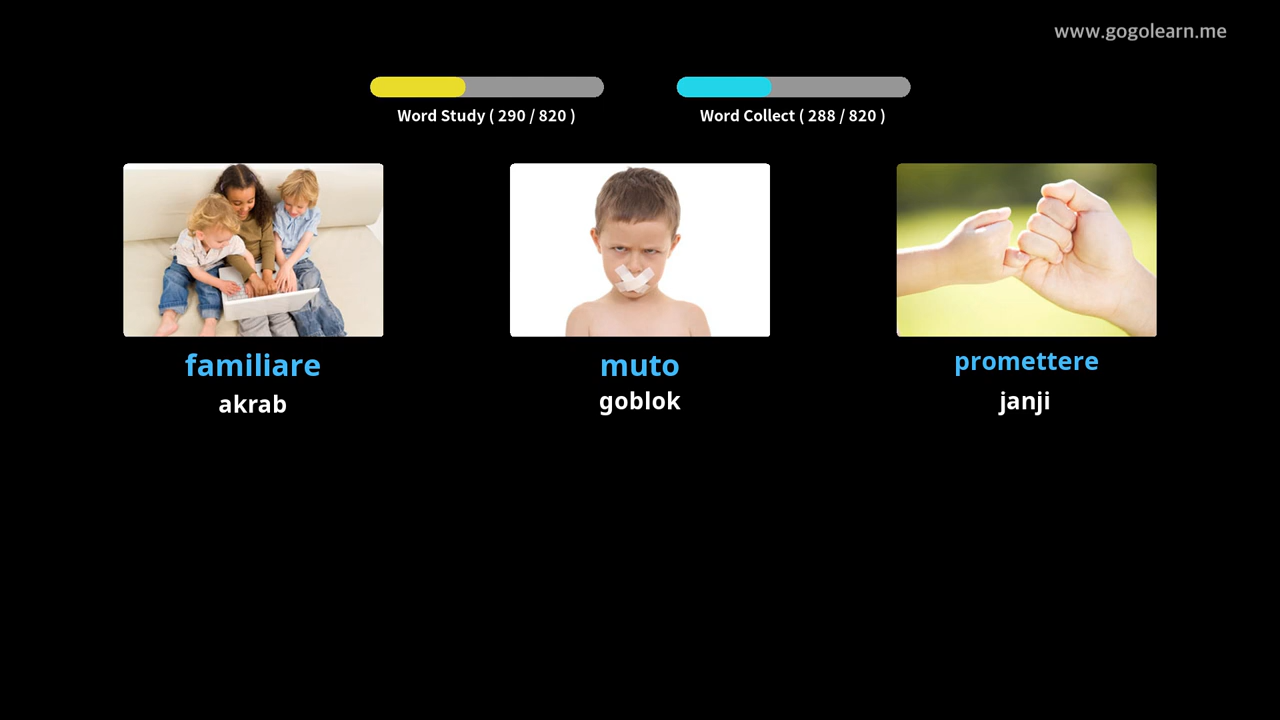 www.gogolearn.me
Word Study ( 290 / 820 )
Word Collect ( 288 / 820 )
familiare
akrab
muto
goblok
promettere
janji